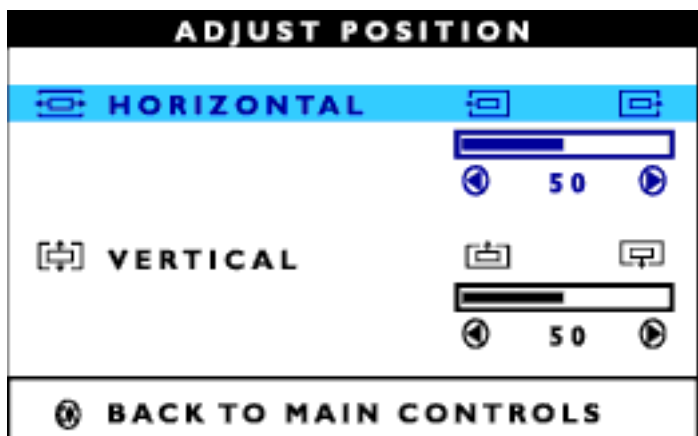 ADJUST POSITION
HORIZONTAL
50
VERTICAL
50
BACK TO MAIN CONTROLS